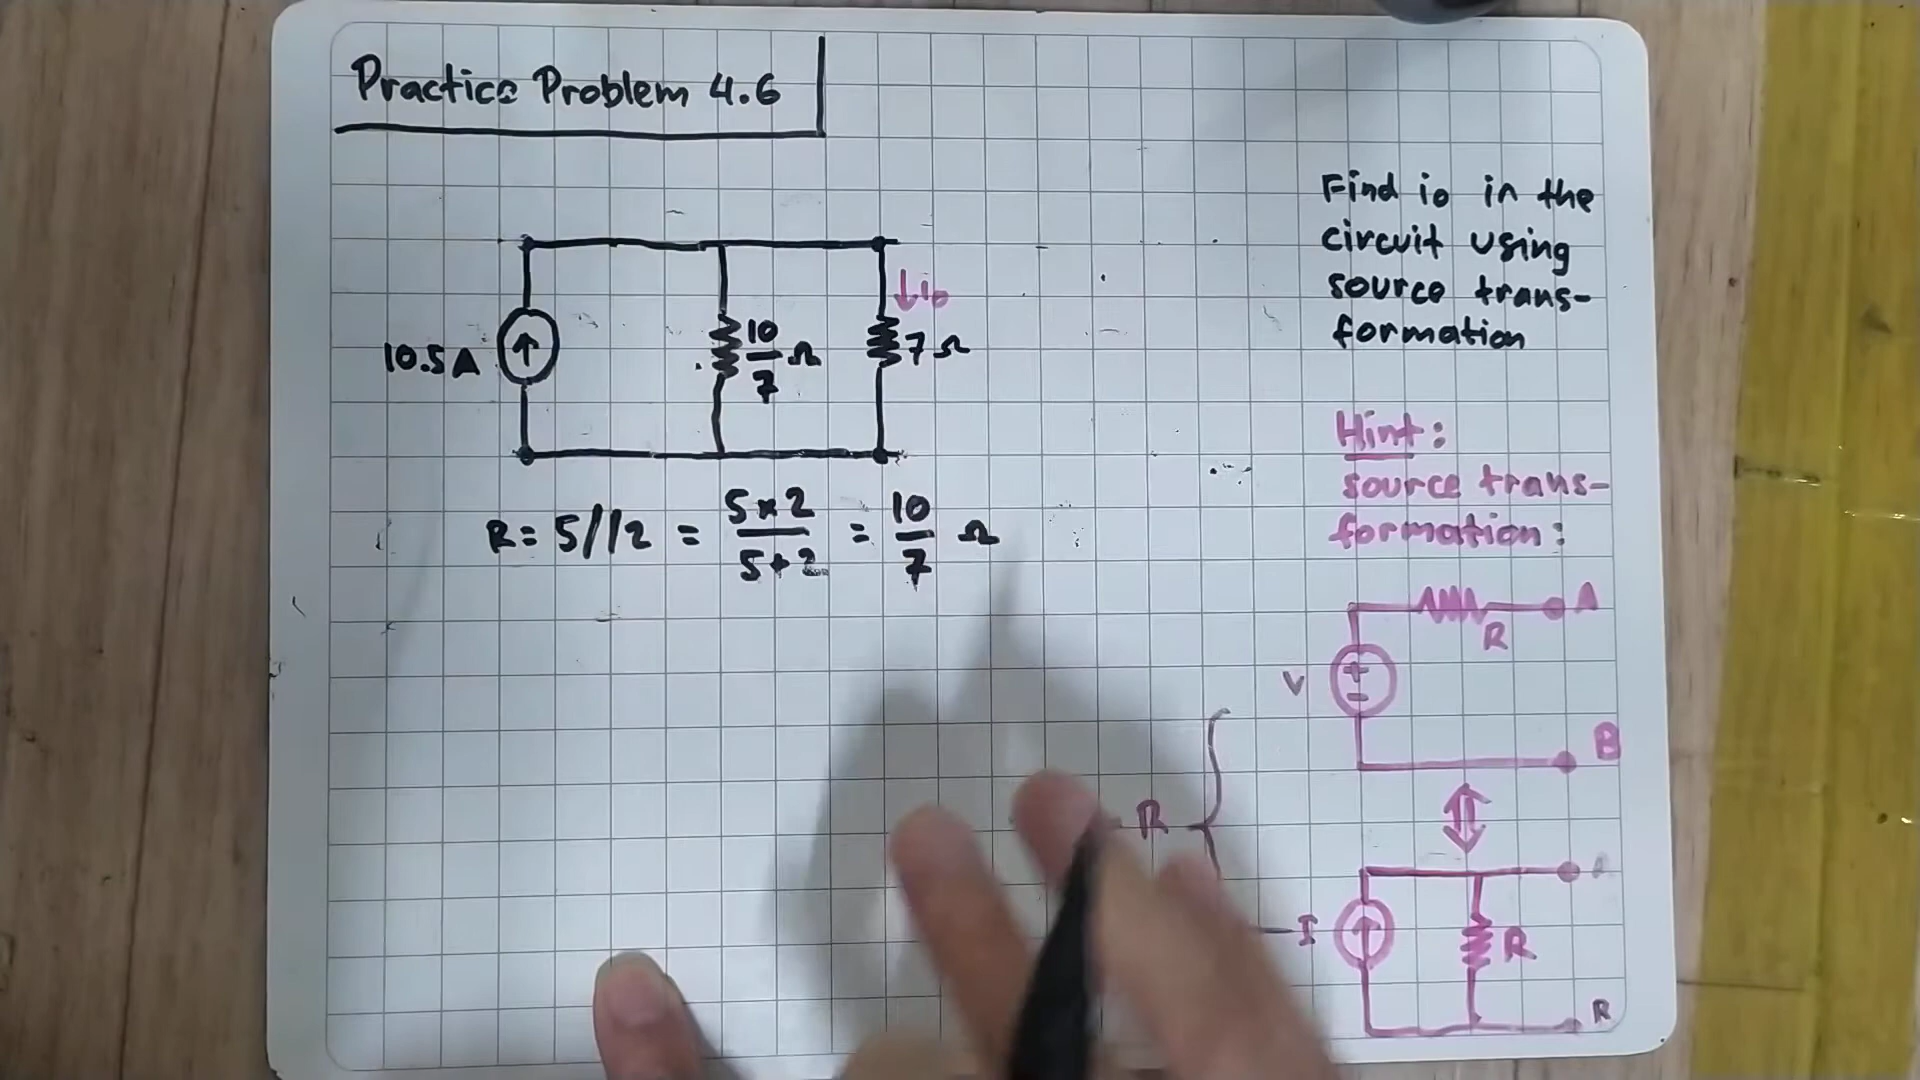 Practice Problem 4.6
Find io in the
circuit using
source trans-
formation
↓io
10.5A
10/7 Ω
7Ω
Hint:
source trans-
formation:
R = 5//2 = 5×2/5+2 = 10/7 Ω
A
R
V
+
-
B
R
I
R